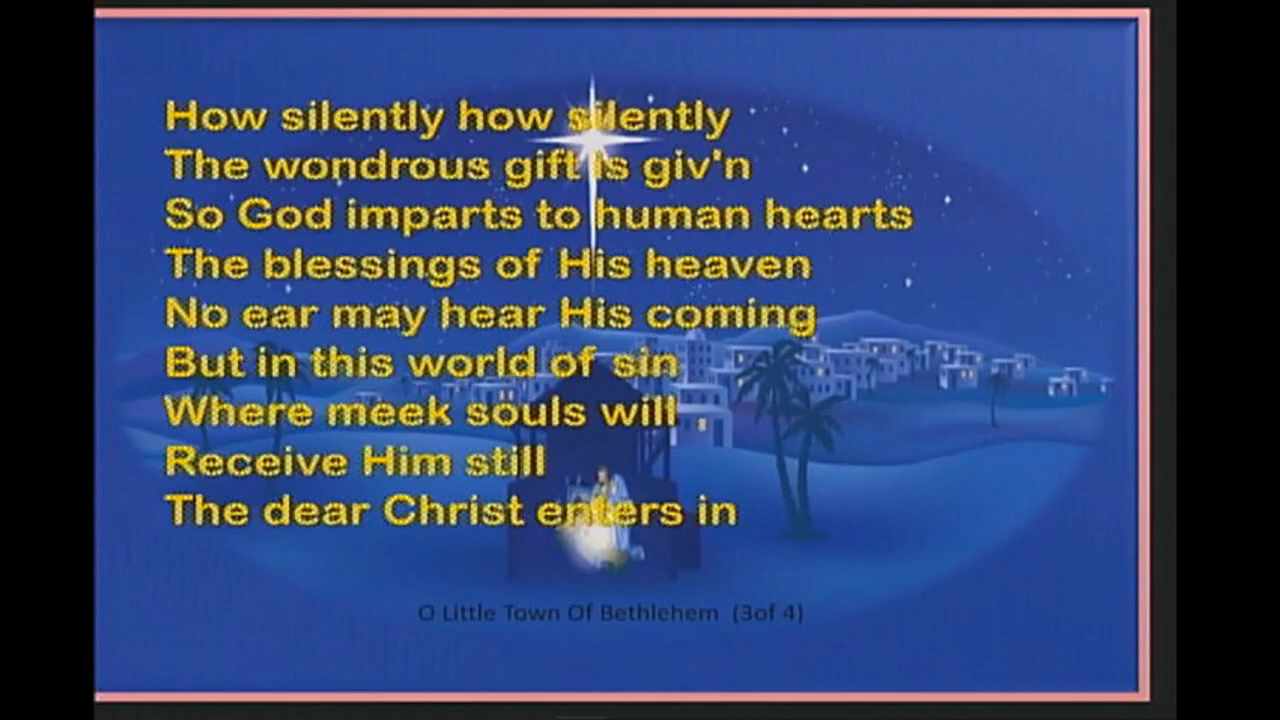 How silently how silently
The wondrous gift is giv'n
So God imparts to human hearts
The blessings of His heaven
No ear may hear His coming
But in this world of sin
Where meek souls will
Receive Him still
The dear Christ enters in
O Little Town Of Bethlehem (3of 4)